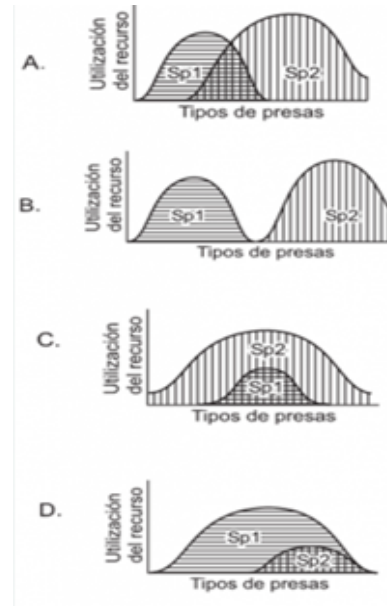 A.
Utilización
del recurso
Sp1
Sp2
Tipos de presas
B.
Utilización
del recurso
Sp1
Sp2
Tipos de presas
C.
Utilización
del recurso
Sp2
Sp1
Tipos de presas
D.
Utilización
del recurso
Sp1
Sp2
Tipos de presas